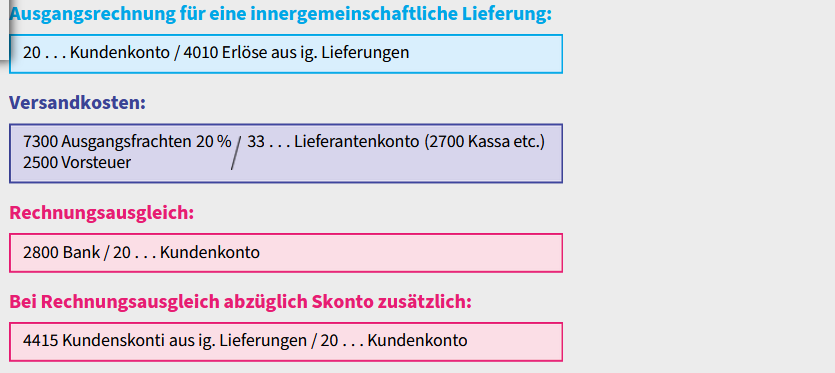 Ausgangsrechnung für eine innergemeinschaftliche Lieferung:
20 . . . Kundenkonto / 4010 Erlöse aus ig. Lieferungen
Versandkosten:
7300 Ausgangsfrachten 20 % / 33 . . . Lieferantenkonto (2700 Kassa etc.)
2500 Vorsteuer
Rechnungsausgleich:
2800 Bank / 20 . . . Kundenkonto
Bei Rechnungsausgleich abzüglich Skonto zusätzlich:
4415 Kundenskonti aus ig. Lieferungen / 20 . . . Kundenkonto